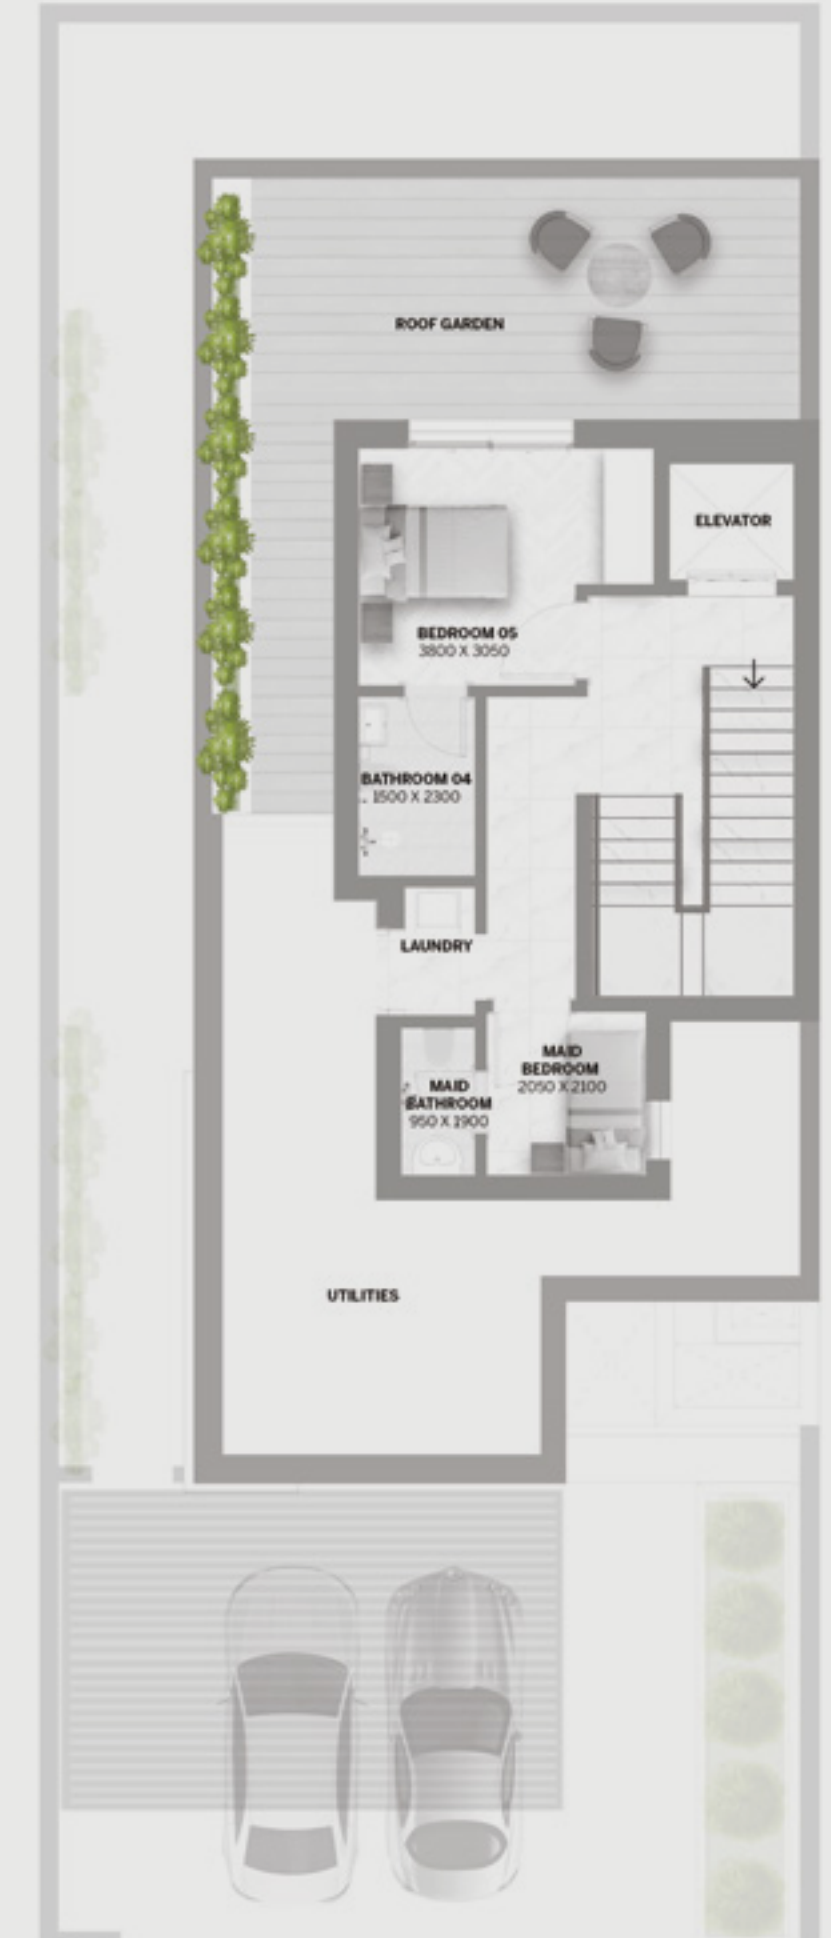 ROOF GARDEN
ELEVATOR
BEDROOM 05
3800 X 3050
BATHROOM 04
1500 X 2300
LAUNDRY
MAID
BEDROOM
2050 X 2100
MAID
BATHROOM
950 X 1900
UTILITIES